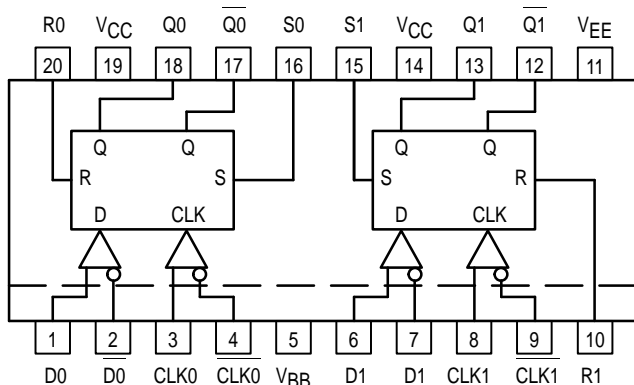 R0 VCC Q0 Q0 S0 S1 VCC Q1 Q1 VEE
20 19 18 17 16 15 14 13 12 11
Q Q Q Q
R S S R
D CLK D CLK
1 2 3 4 5 6 7 8 9 10
D0 D0 CLK0 CLK0 VBB D1 D1 CLK1 CLK1 R1